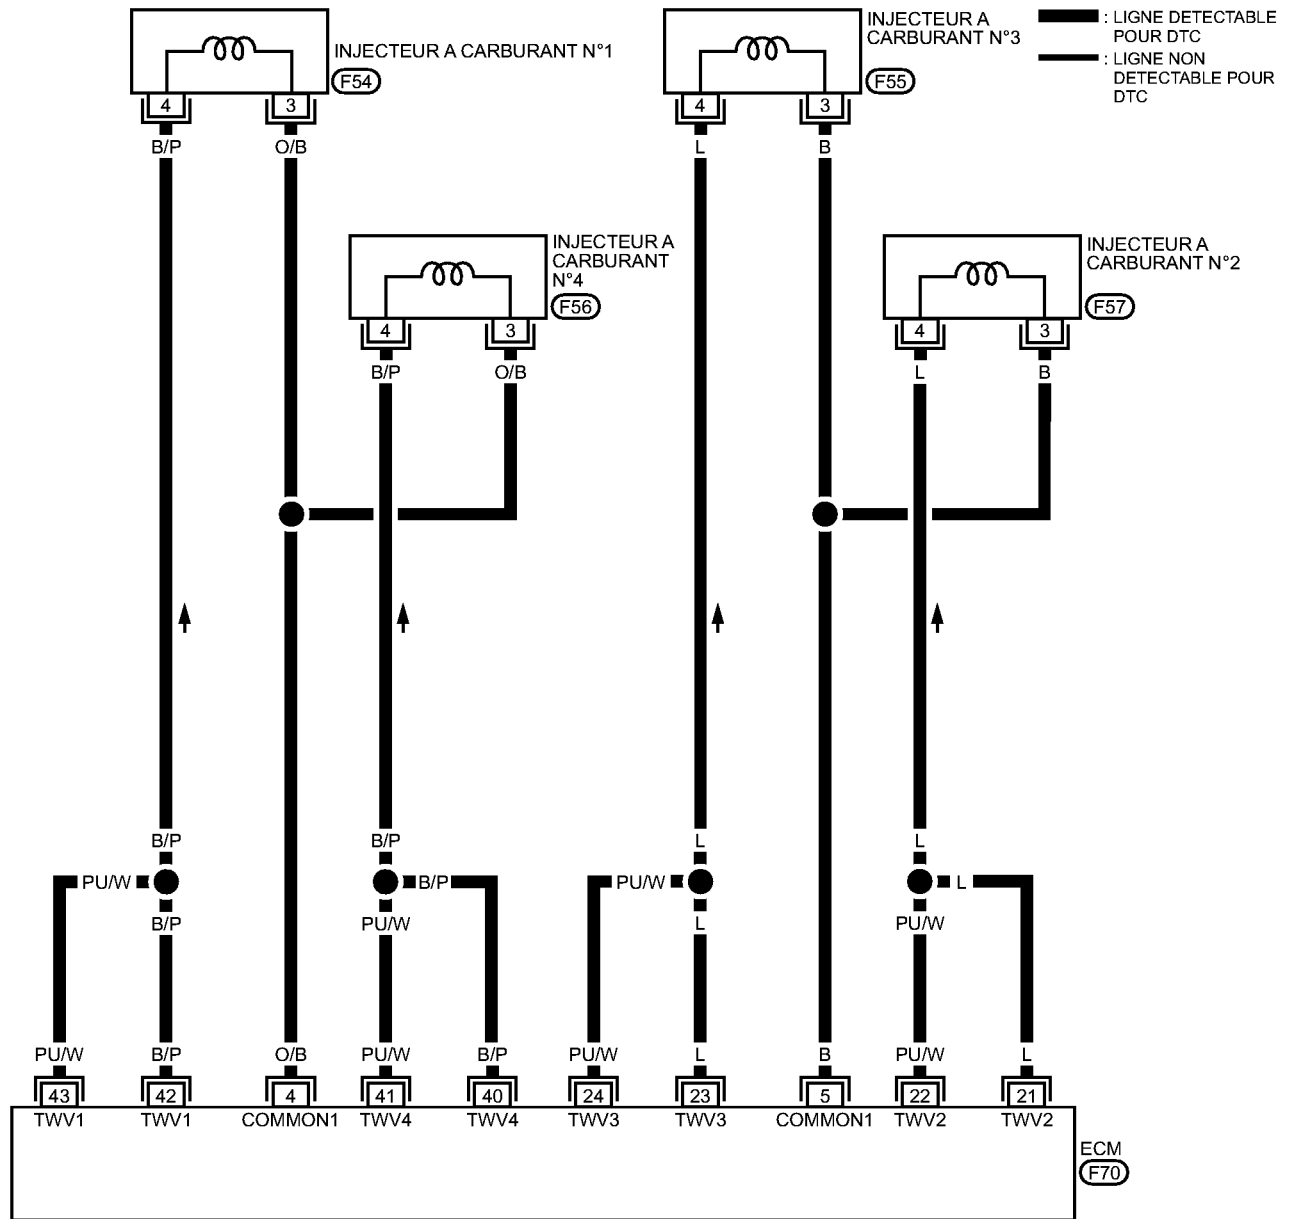 INJECTEUR A CARBURANT N°1
F54
INJECTEUR A
CARBURANT N°3
F55
: LIGNE DETECTABLE
POUR DTC
: LIGNE NON
DETECTABLE POUR
DTC
4 3 4 3
B/P O/B L B
INJECTEUR A
CARBURANT
N°4
F56
INJECTEUR A
CARBURANT N°2
F57
4 3 4 3
B/P O/B L B
B/P B/P L L
PU/W B/P PU/W L
B/P PU/W L PU/W
PU/W B/P O/B PU/W B/P PU/W L B PU/W L
43 42 4 41 40 24 23 5 22 21
TWV1 TWV1 COMMON1 TWV4 TWV4 TWV3 TWV3 COMMON1 TWV2 TWV2
ECM
F70